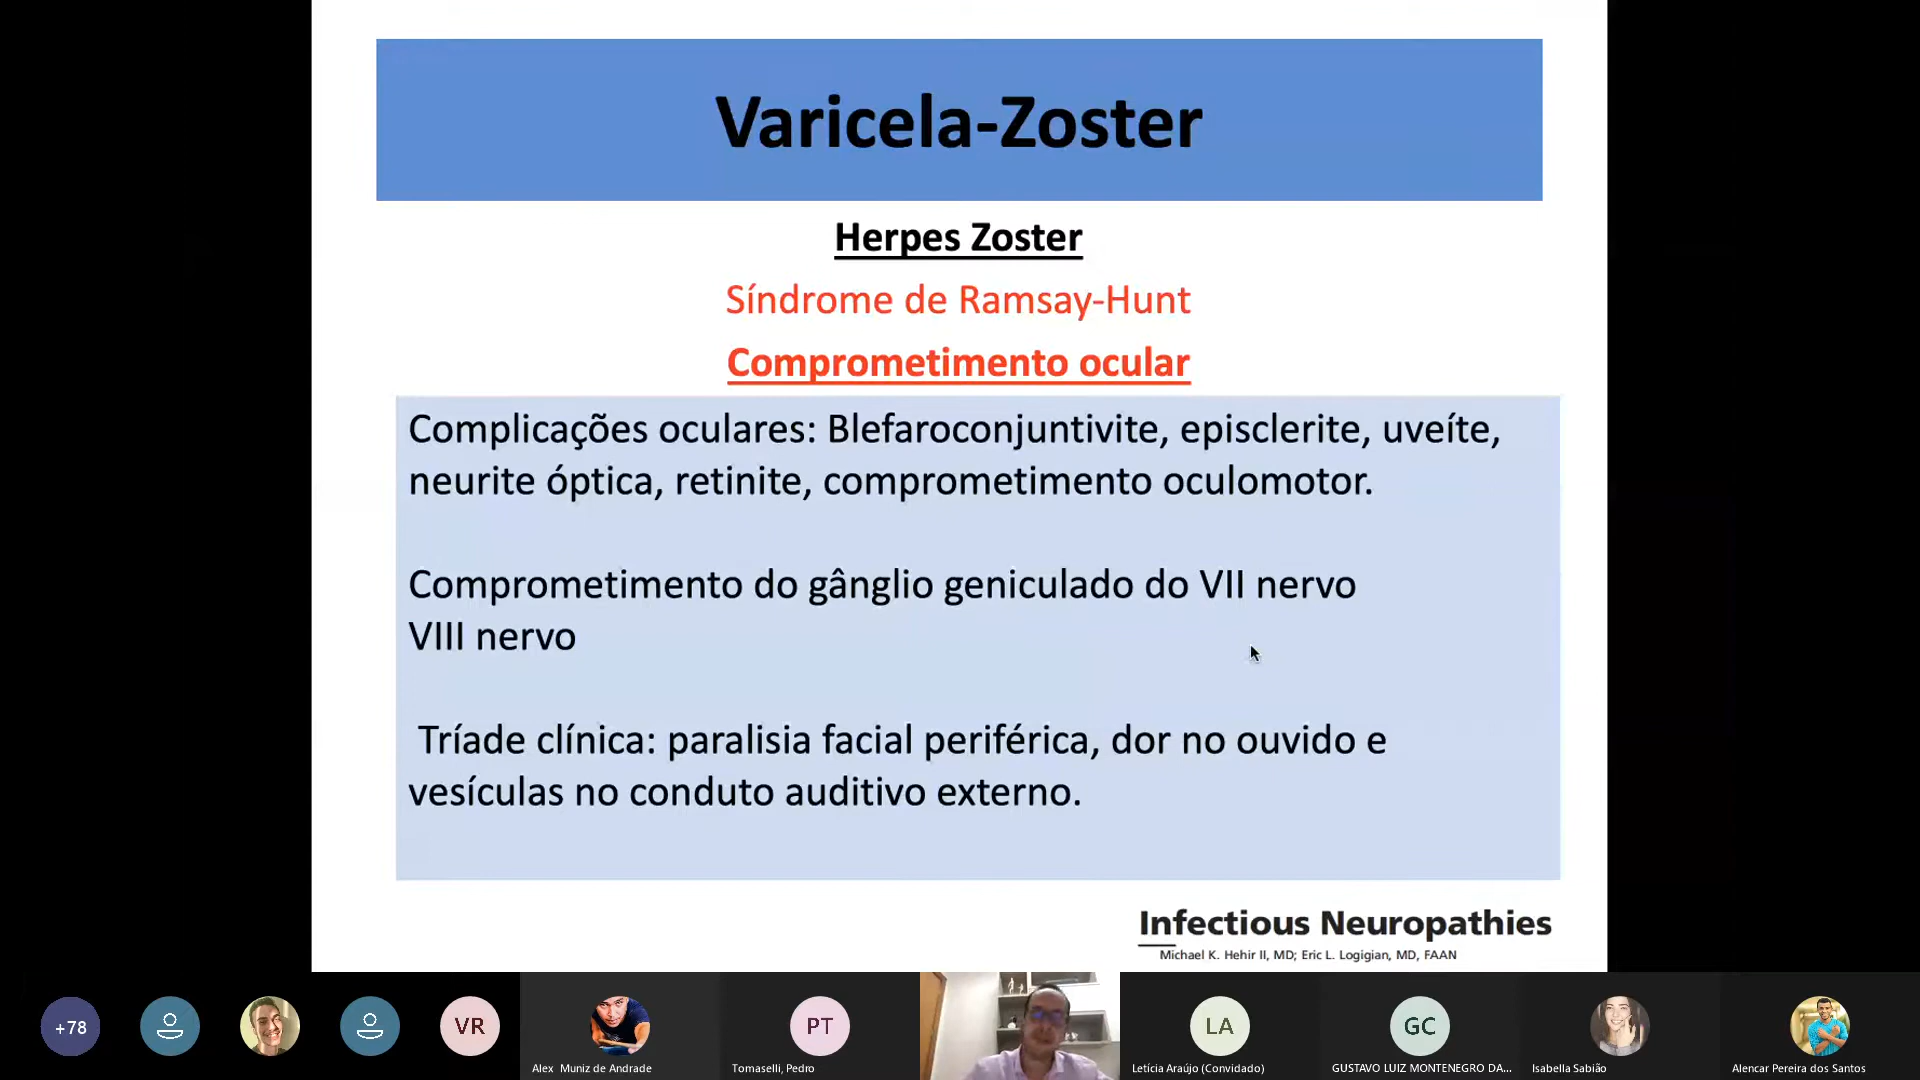 Varicela-Zoster
Herpes Zoster
Síndrome de Ramsay-Hunt
Comprometimento ocular
Complicações oculares: Blefaroconjuntivite, episclerite, uveíte,
neurite óptica, retinite, comprometimento oculomotor.
Comprometimento do gânglio geniculado do VII nervo
VIII nervo
Tríade clínica: paralisia facial periférica, dor no ouvido e
vesículas no conduto auditivo externo.
Infectious Neuropathies
Michael K. Hehir II, MD; Eric L. Logigian, MD, FAAN
+78
VR
Alex Muniz de Andrade
PT
Tomaselli, Pedro
LA
Letícia Araújo (Convidado)
GC
GUSTAVO LUIZ MONTENEGRO DA...
Isabella Sabião
Alencar Pereira dos Santos